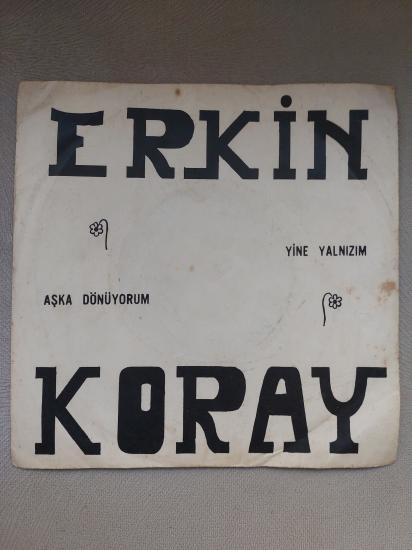 ERKİN
YİNE YALNIZIM
AŞKA DÖNÜYORUM
KORAY